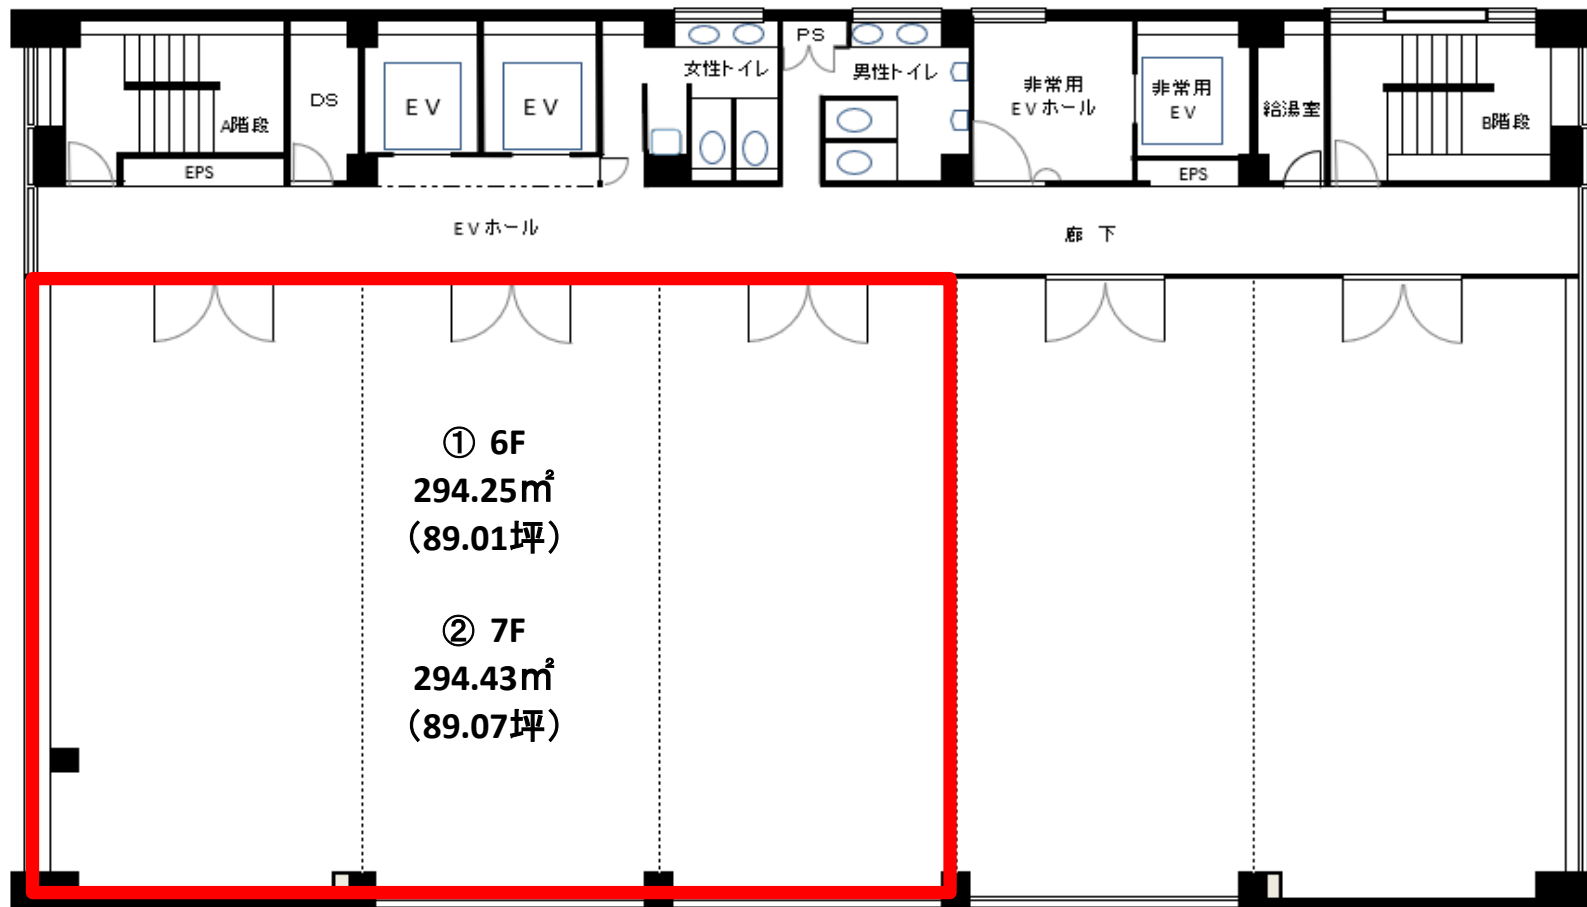 PS
女性トイレ
男性トイレ
非常用
EVホール
非常用
EV
給湯室
DS
EV
EV
A階段
B階段
EPS
EPS
EVホール
廊 下
① 6F
294.25㎡
（89.01坪）
② 7F
294.43㎡
（89.07坪）